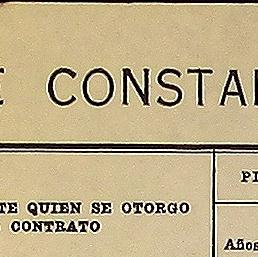 E CONSTA
TE QUIEN SE OTORGO
CONTRATO
PI
Años